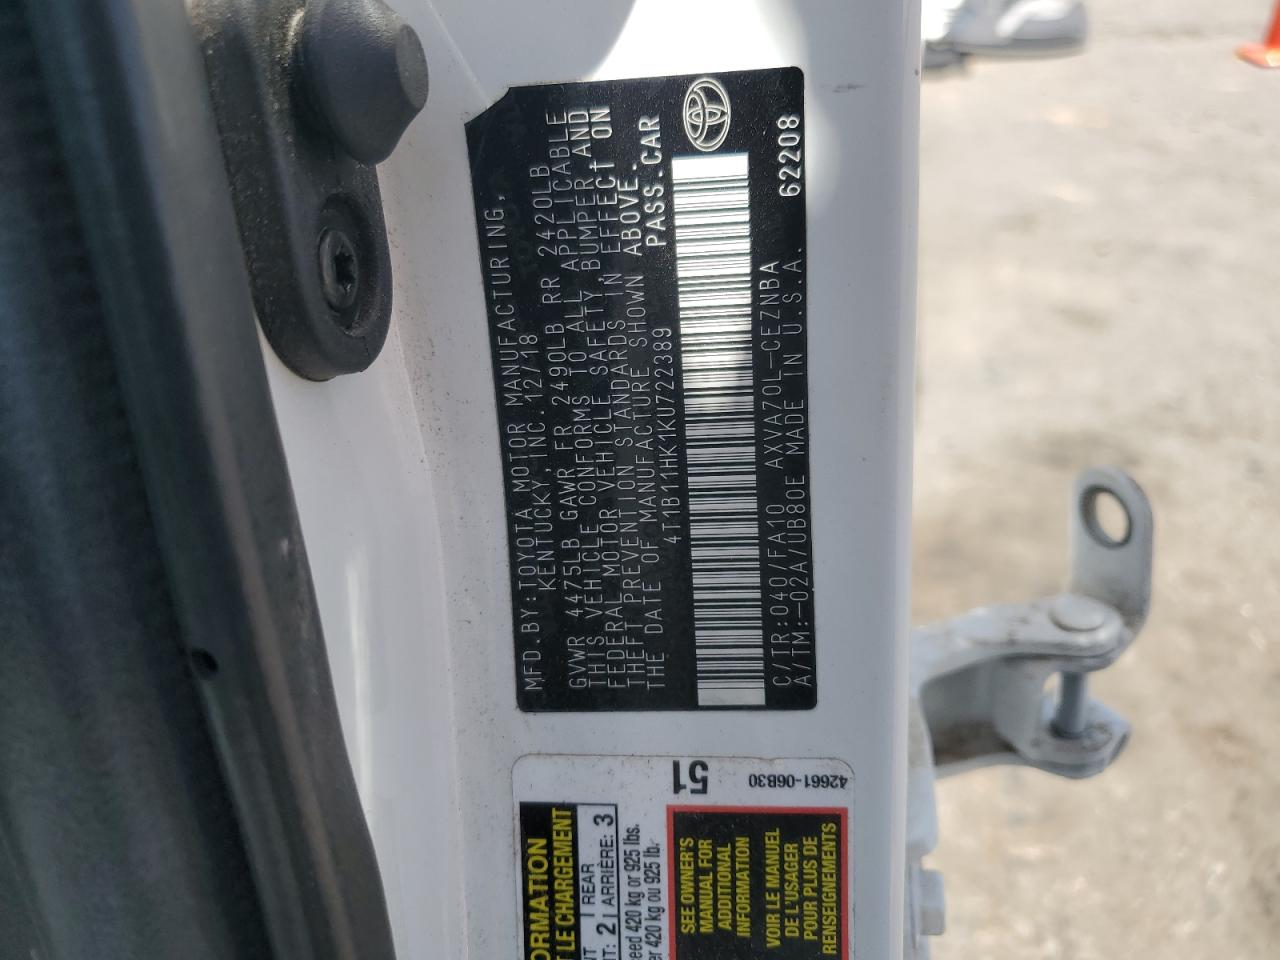 MFD.BY:TOYOTA MOTOR MANUFACTURING,
KENTUCKY, INC. 12/18
GVWR 4475LB GAWR FR 2490LB RR 2420LB
THIS VEHICLE CONFORMS TO ALL APPLICABLE
FEDERAL MOTOR VEHICLE SAFETY,BUMPER,AND
THEFT PREVENTION STANDARDS IN EFFECT ON
THE DATE OF MANUFACTURE SHOWN ABOVE.
4T1B11HK1KU722389 PASS.CAR
C/TR:040/FA10 AXVA70L-CEZNBA
A/TM:-02A/UB80E MADE IN U.S.A. 62208
51
42661-06B30
ORMATION
LE CHARGEMENT
2 REAR
2 ARRIÈRE: 3
420 kg or 925 lbs.
420 kg ou 925 lb.
SEE OWNER'S
MANUAL FOR
ADDITIONAL
INFORMATION
VOIR LE MANUEL
DE L'USAGER
POUR PLUS DE
RENSEIGNEMENTS